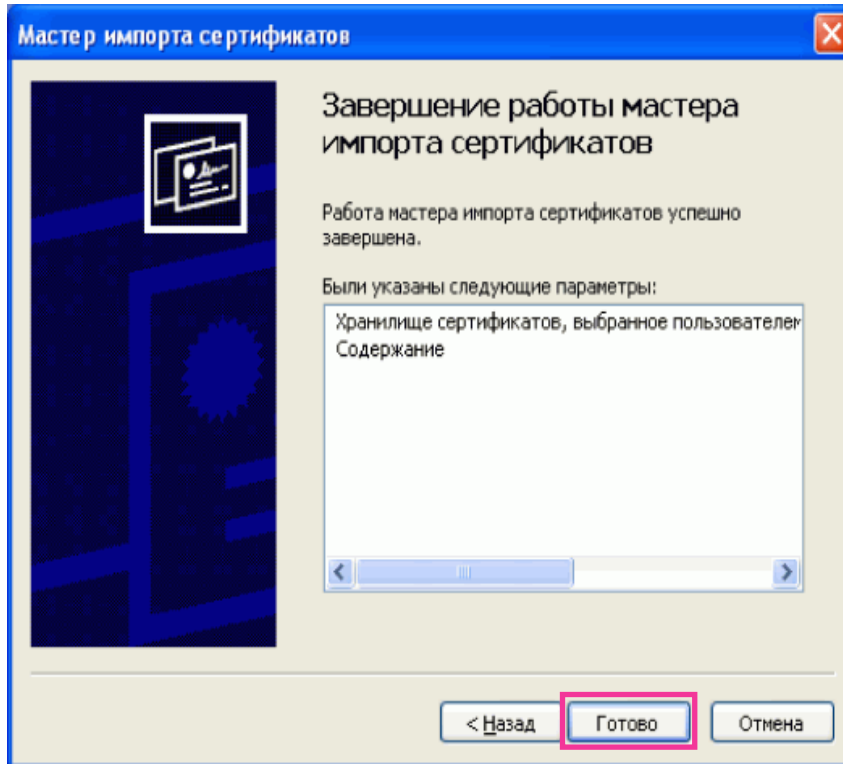 Мастер импорта сертификатов
Завершение работы мастера
импорта сертификатов
Работа мастера импорта сертификатов успешно
завершена.
Были указаны следующие параметры:
Хранилище сертификатов, выбранное пользователем
Содержание
< Назад
Готово
Отмена